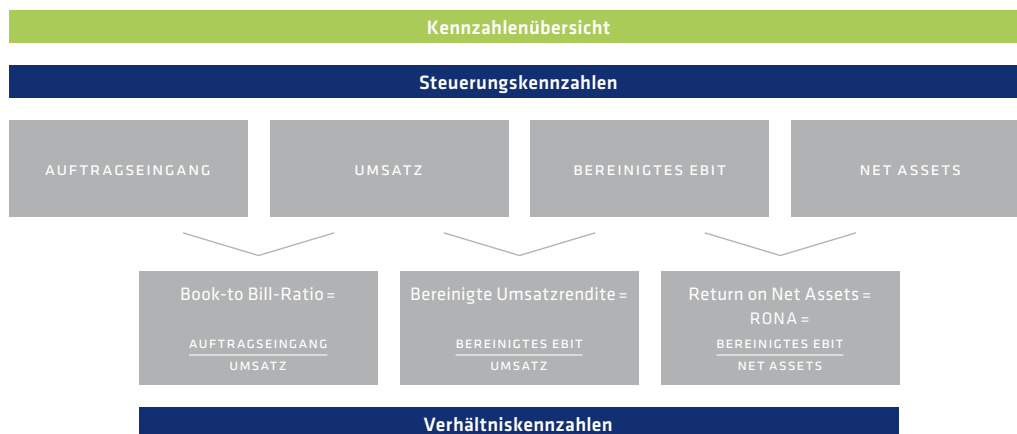 Kennzahlenübersicht
Steuerungskennzahlen
AUFTRAGSEINGANG
UMSATZ
BEREINIGTES EBIT
NET ASSETS
Book-to Bill-Ratio =
AUFTRAGSEINGANG
UMSATZ
Bereinigte Umsatzrendite =
BEREINIGTES EBIT
UMSATZ
Return on Net Assets =
RONA =
BEREINIGTES EBIT
NET ASSETS
Verhältniskennzahlen